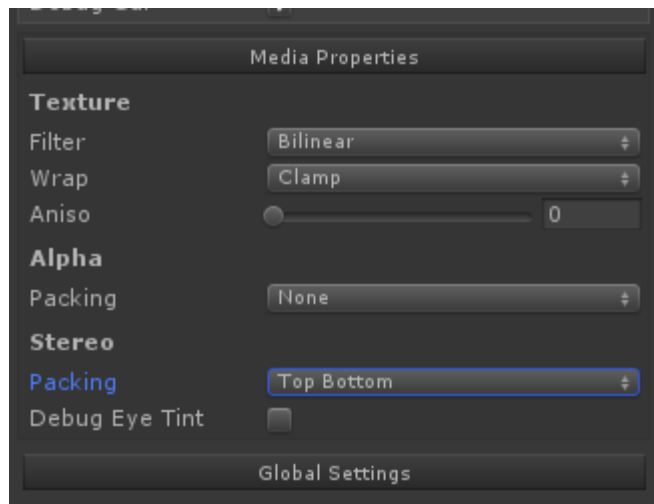 Media Properties
Texture
Filter Bilinear
Wrap Clamp
Aniso 0
Alpha
Packing None
Stereo
Packing Top Bottom
Debug Eye Tint
Global Settings